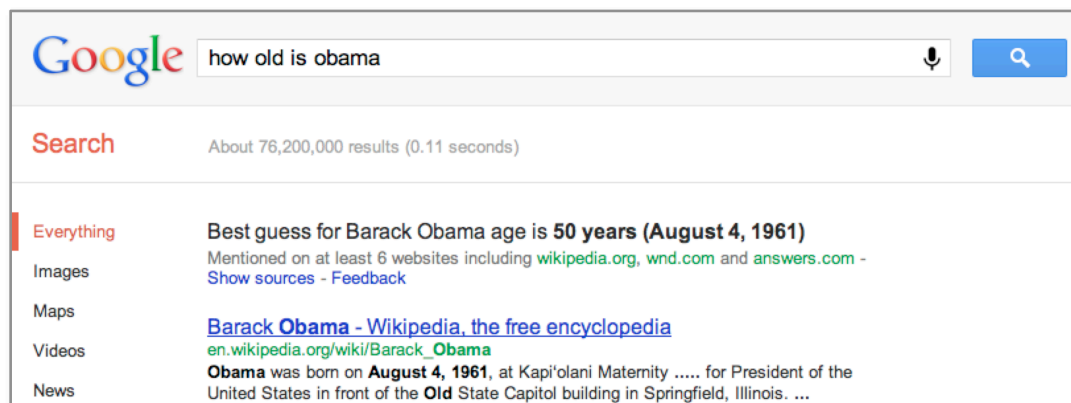 Google how old is obama
Search About 76,200,000 results (0.11 seconds)
Everything
Images
Maps
Videos
News
Best guess for Barack Obama age is 50 years (August 4, 1961)
Mentioned on at least 6 websites including wikipedia.org, wnd.com and answers.com -
Show sources - Feedback
Barack Obama - Wikipedia, the free encyclopedia
en.wikipedia.org/wiki/Barack_Obama
Obama was born on August 4, 1961, at Kapiʻolani Maternity ..... for President of the
United States in front of the Old State Capitol building in Springfield, Illinois. ...